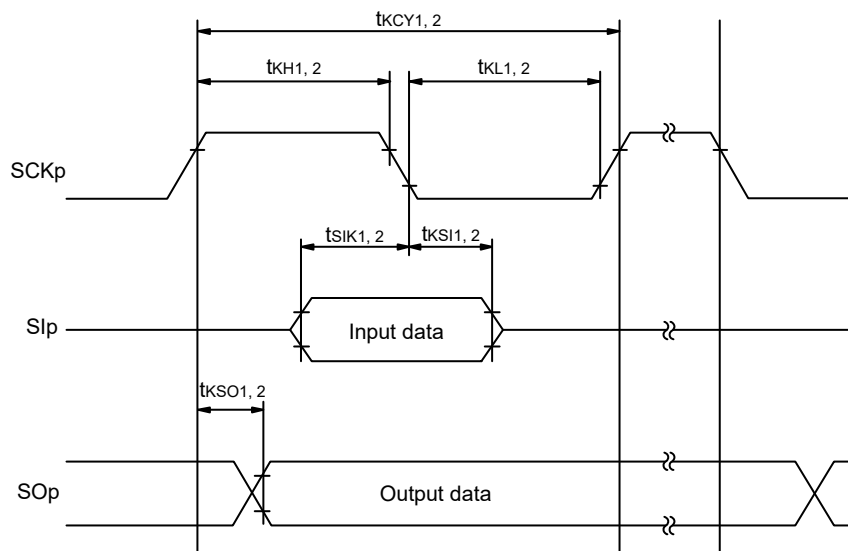 tKCY1, 2
tKH1, 2
tKL1, 2
SCKp
tSIK1, 2
tKSI1, 2
SIp
Input data
tKSO1, 2
SOp
Output data